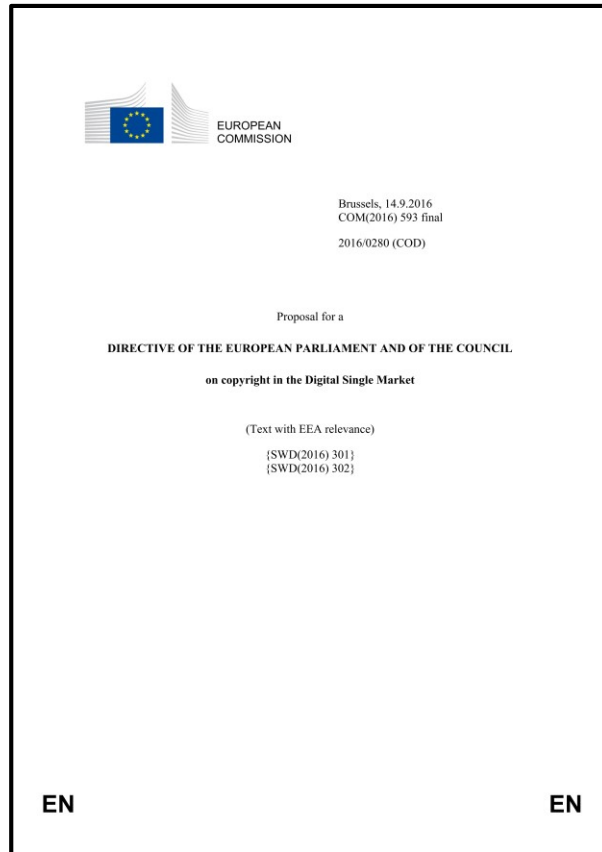 EUROPEAN
COMMISSION
Brussels, 14.9.2016
COM(2016) 593 final
2016/0280 (COD)
Proposal for a
DIRECTIVE OF THE EUROPEAN PARLIAMENT AND OF THE COUNCIL
on copyright in the Digital Single Market
(Text with EEA relevance)
{SWD(2016) 301}
{SWD(2016) 302}
EN
EN